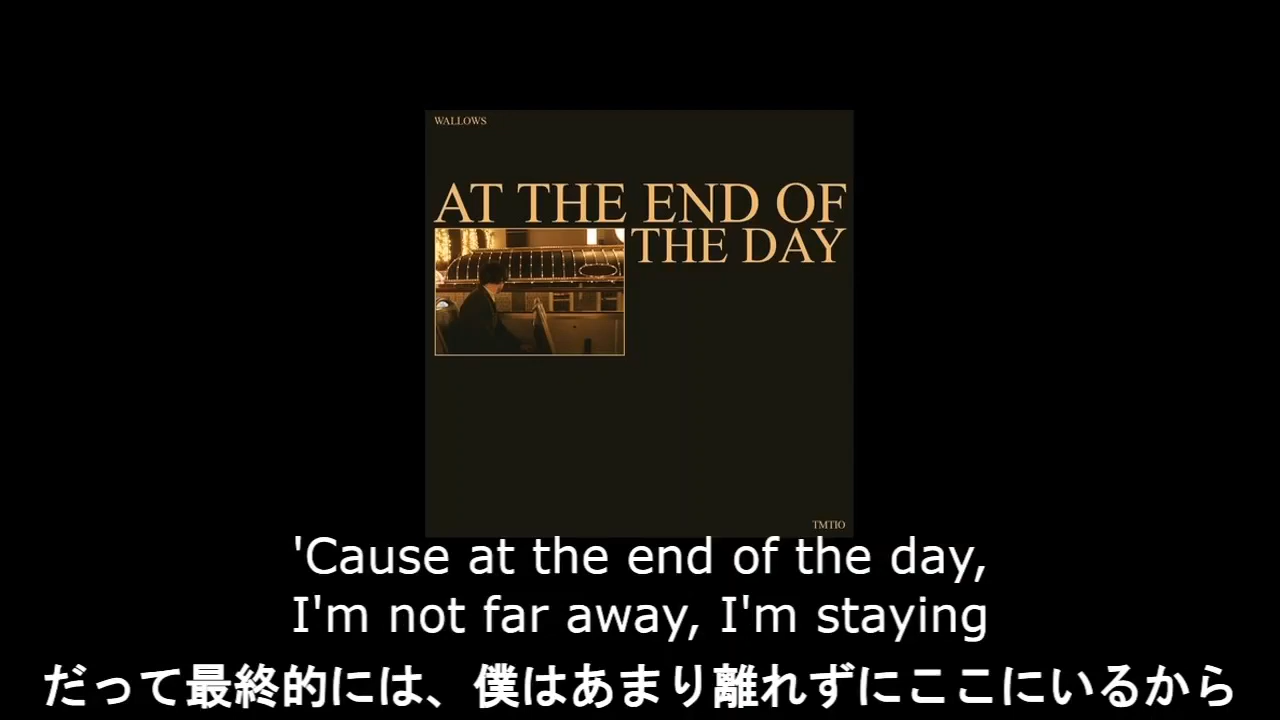 WALLOWS
AT THE END OF
THE DAY
TMTIO
'Cause at the end of the day,
I'm not far away, I'm staying
だって最終的には、僕はあまり離れずにここにいるから